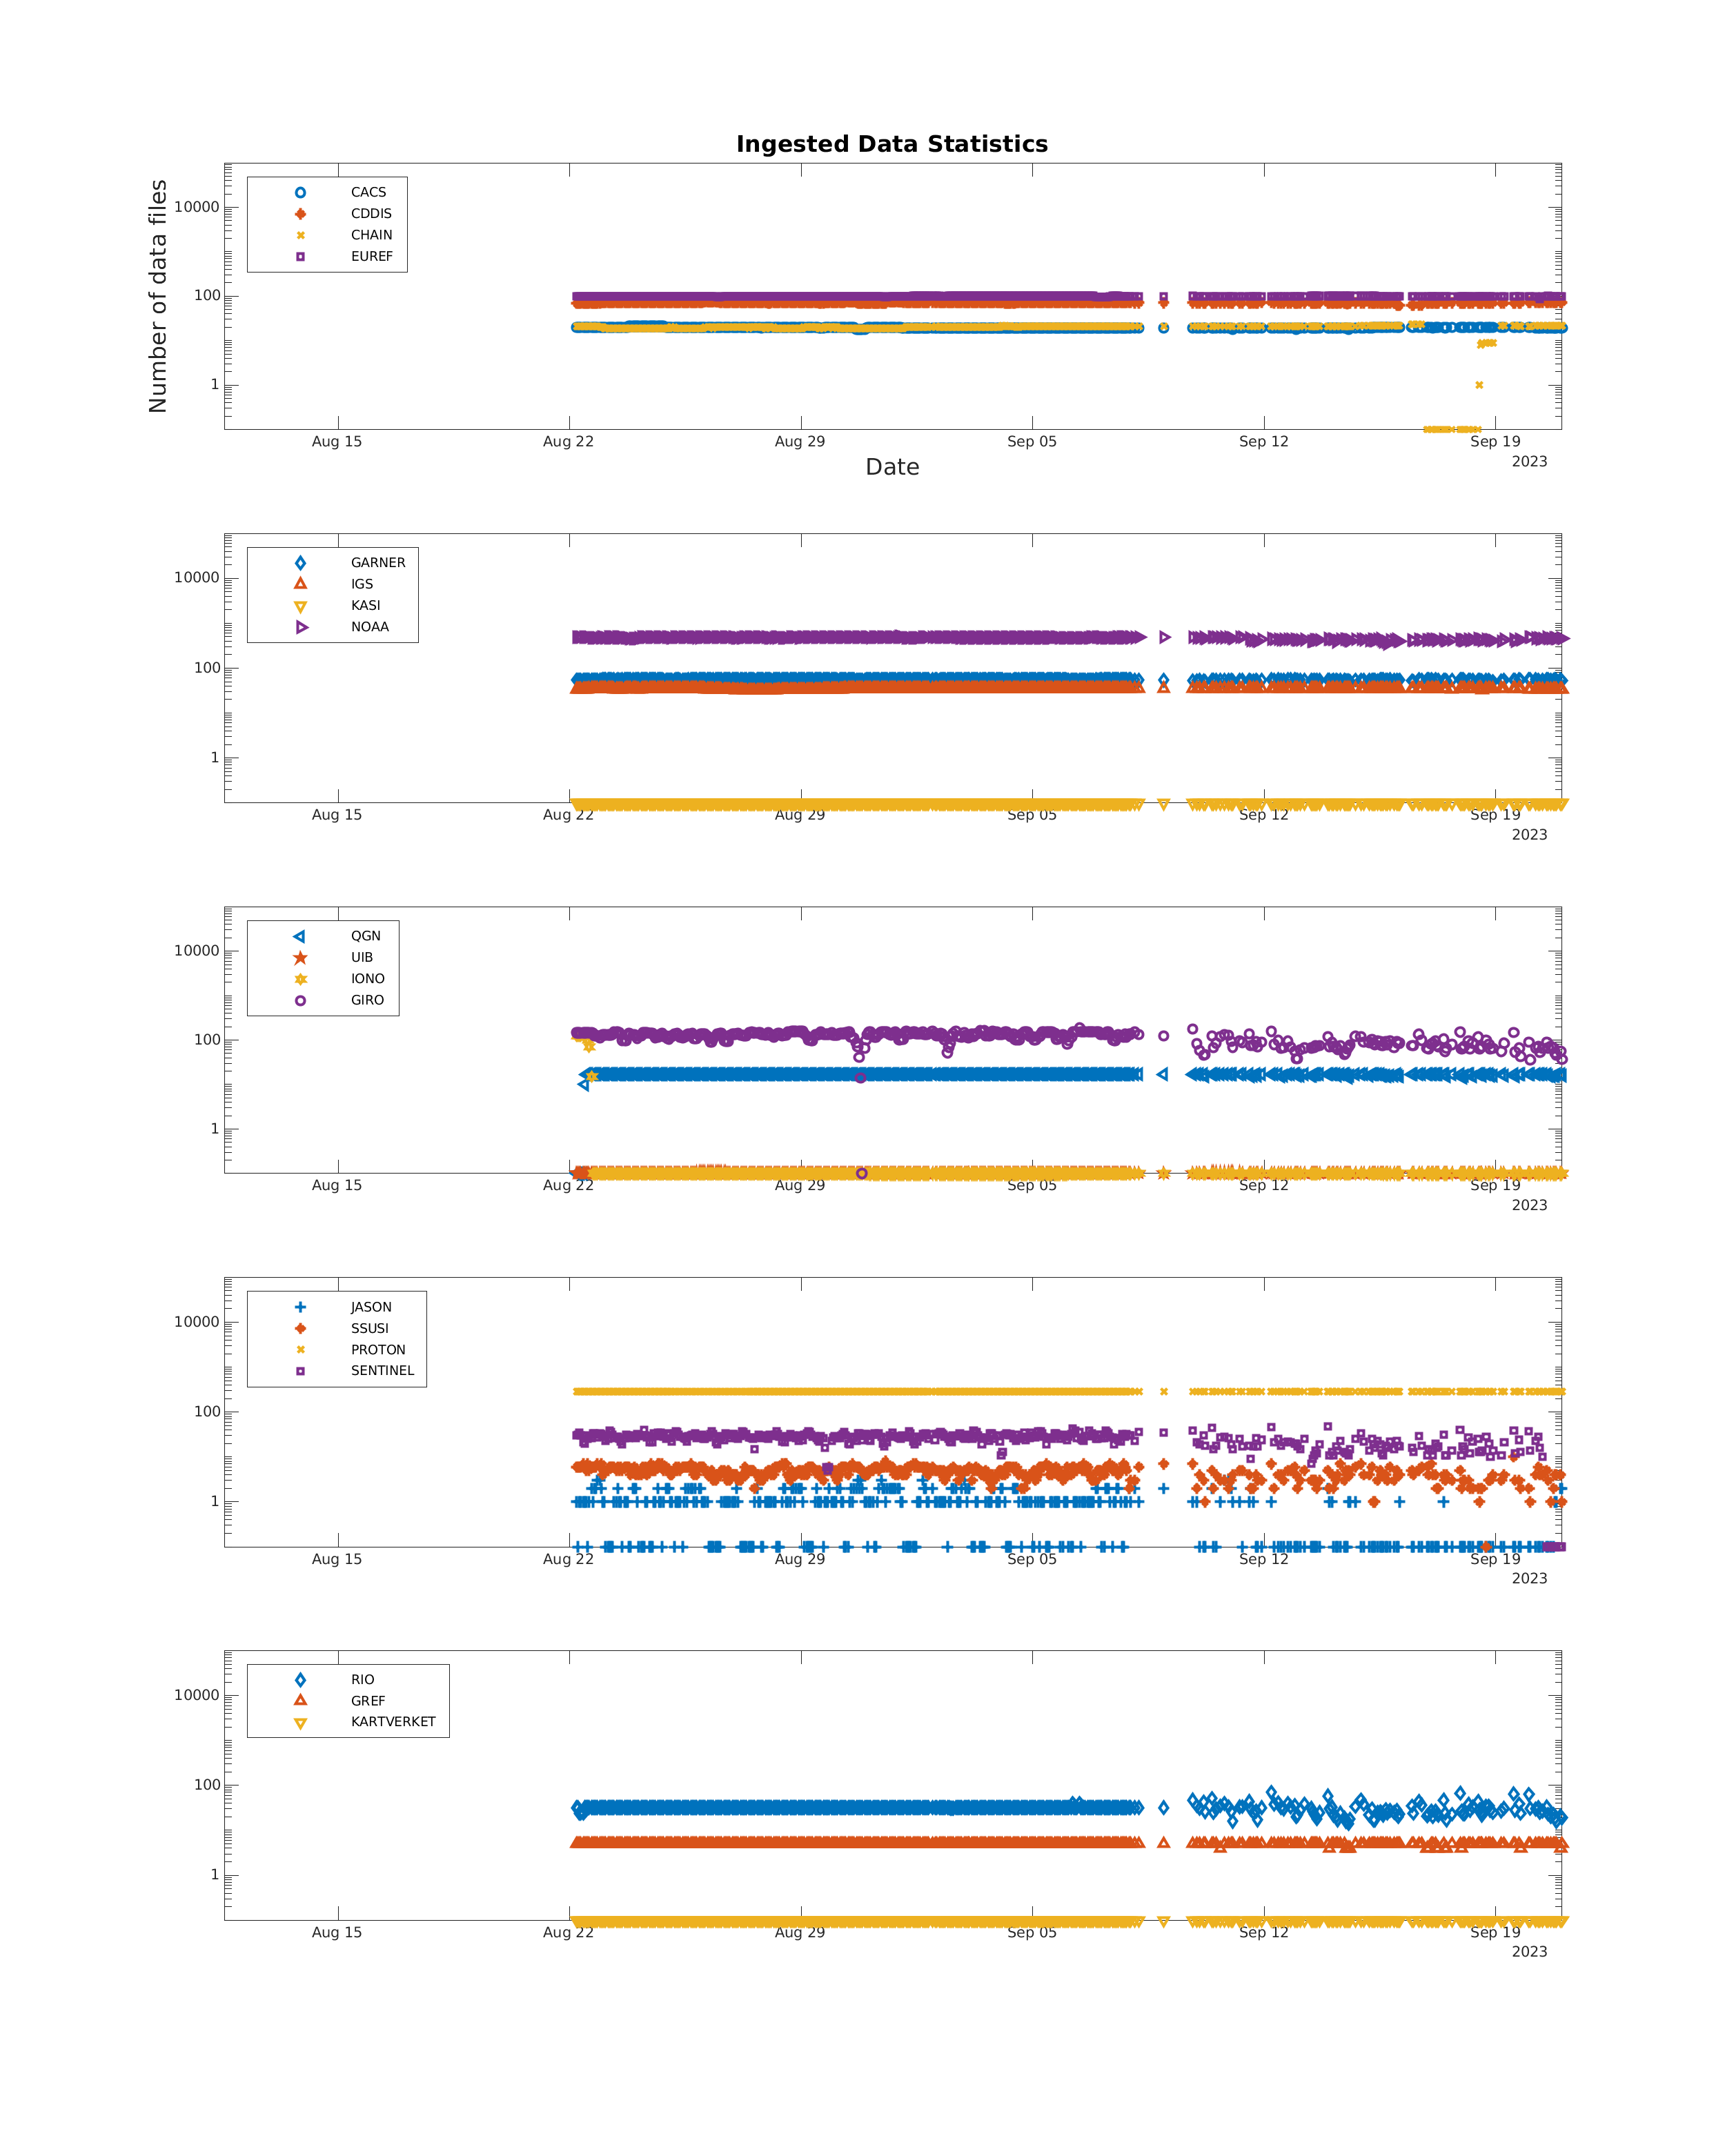 Ingested Data Statistics
Number of data files
10000
100
1
CACS
CDDIS
CHAIN
EUREF
Aug 15
Aug 22
Aug 29
Sep 05
Sep 12
Sep 19
2023
Date
10000
100
1
GARNER
IGS
KASI
NOAA
Aug 15
Aug 22
Aug 29
Sep 05
Sep 12
Sep 19
2023
10000
100
1
QGN
UIB
IONO
GIRO
Aug 15
Aug 22
Aug 29
Sep 05
Sep 12
Sep 19
2023
10000
100
1
JASON
SSUSI
PROTON
SENTINEL
Aug 15
Aug 22
Aug 29
Sep 05
Sep 12
Sep 19
2023
10000
100
1
RIO
GREF
KARTVERKET
Aug 15
Aug 22
Aug 29
Sep 05
Sep 12
Sep 19
2023